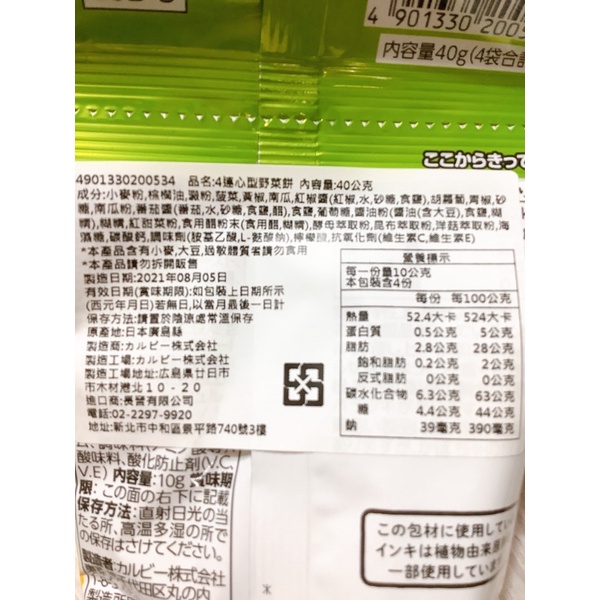 4 901330 2005
内容量40g(4袋合計
ここからきって
4901330200534 品名:4連心型野菜餅 內容量:40公克
成分:小麥粉,棕櫚油,澱粉,菠菜,黃椒,南瓜,紅椒醬(紅椒,水,砂糖,食鹽),胡蘿蔔,青椒,砂
糖,南瓜粉,番茄醬(番茄,水,砂糖,食鹽,醋),食鹽,葡萄糖,醬油粉(醬油(含大豆),食鹽,糊
精),糊精,紅甜菜粉,食用醋粉末(食用醋,糊精),酵母萃取粉,昆布萃取粉,洋菇萃取粉,海
藻糖,碳酸鈣,調味劑(胺基乙酸,L-麩酸鈉),檸檬酸,抗氧化劑(維生素C,維生素E)
*本產品含有小麥,大豆,過敏體質者請勿食用
*本產品請勿拆開販售
製造日期:2021年08月05日
有效日期(賞味期限):如包裝上日期所示
(西元年月日)若無日,以當月最後一日計
保存方法:請置於陰涼處常溫保存
原產地:日本廣島縣
製造商:カルビー株式会社
製造工場:カルビー株式会社
製造工場地址:広島県廿日市
市木材港北10-20
進口商:長誉有限公司
電話:02-2297-9920
地址:新北市中和區景平路740號3樓
營養標示
每一份量10公克
本包裝含4份
每份 每100公克
熱量 52.4大卡 524大卡
蛋白質 0.5公克 5公克
脂肪 2.8公克 28公克
飽和脂肪 0.2公克 2公克
反式脂肪 0公克 0公克
碳水化合物 6.3公克 63公克
糖 4.4公克 44公克
鈉 39毫克 390毫克
酸味料、酸化防止剤(V.C、
V.E) 内容量:10g 賞味期
限:この面の右下に記載
保存方法:直射日光の当
たる所、高温多湿の所で
の保存はさけてください。
製造者:カルビー株式会社
田区丸の内
この包材に使用してい
インキは植物由来
一部使用しています